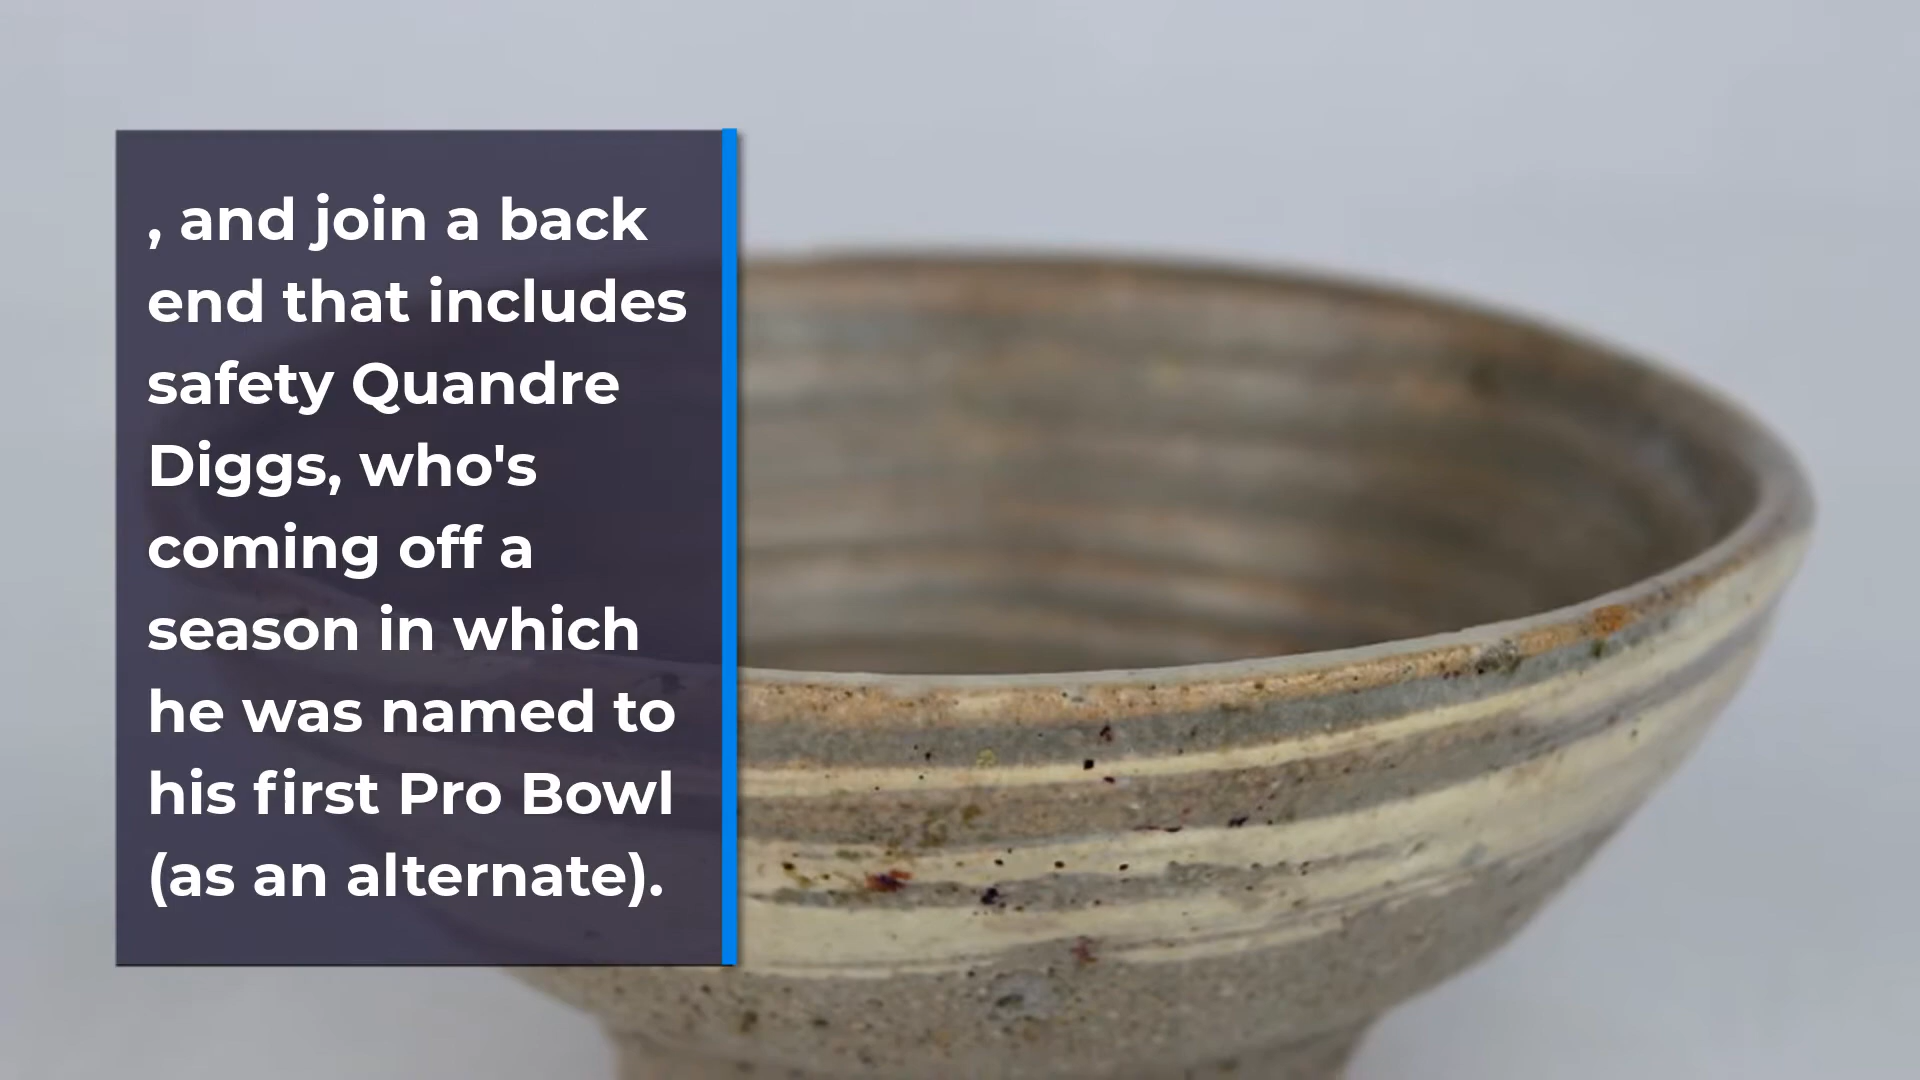 , and join a back
end that includes
safety Quandre
Diggs, who's
coming off a
season in which
he was named to
his first Pro Bowl
(as an alternate).